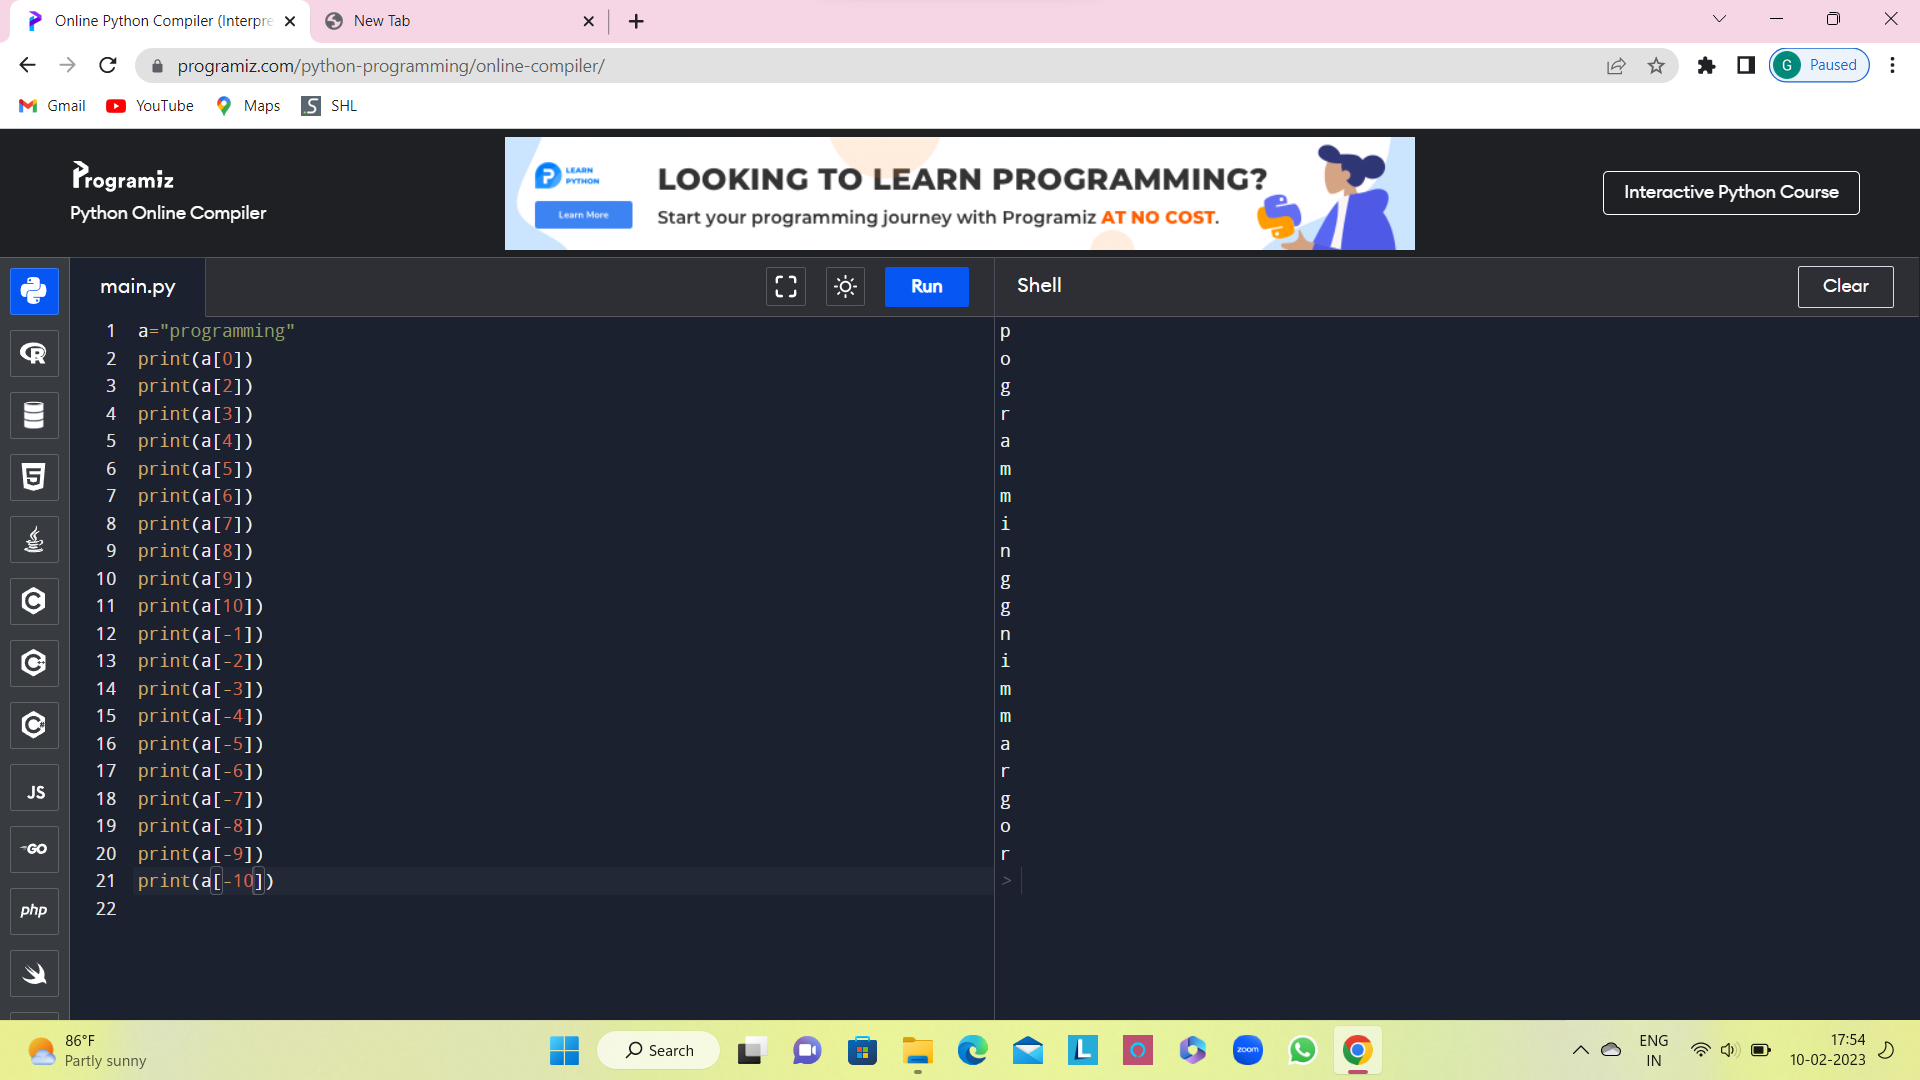 Online Python Compiler (Interpre
New Tab
programiz.com/python-programming/online-compiler/
G Paused
Gmail YouTube Maps SHL
Programiz
Python Online Compiler
LEARN PYTHON
Learn More
LOOKING TO LEARN PROGRAMMING?
Start your programming journey with Programiz AT NO COST.
Interactive Python Course
main.py
Run
Shell
Clear
1 a="programming"
2 print(a[0])
3 print(a[2])
4 print(a[3])
5 print(a[4])
6 print(a[5])
7 print(a[6])
8 print(a[7])
9 print(a[8])
10 print(a[9])
11 print(a[10])
12 print(a[-1])
13 print(a[-2])
14 print(a[-3])
15 print(a[-4])
16 print(a[-5])
17 print(a[-6])
18 print(a[-7])
19 print(a[-8])
20 print(a[-9])
21 print(a[-10])
22
p
o
g
r
a
m
m
i
n
g
g
n
i
m
m
a
r
g
o
r
>
JS
GO
php
86°F
Partly sunny
Search
L
zoom
ENG
IN
17:54
10-02-2023